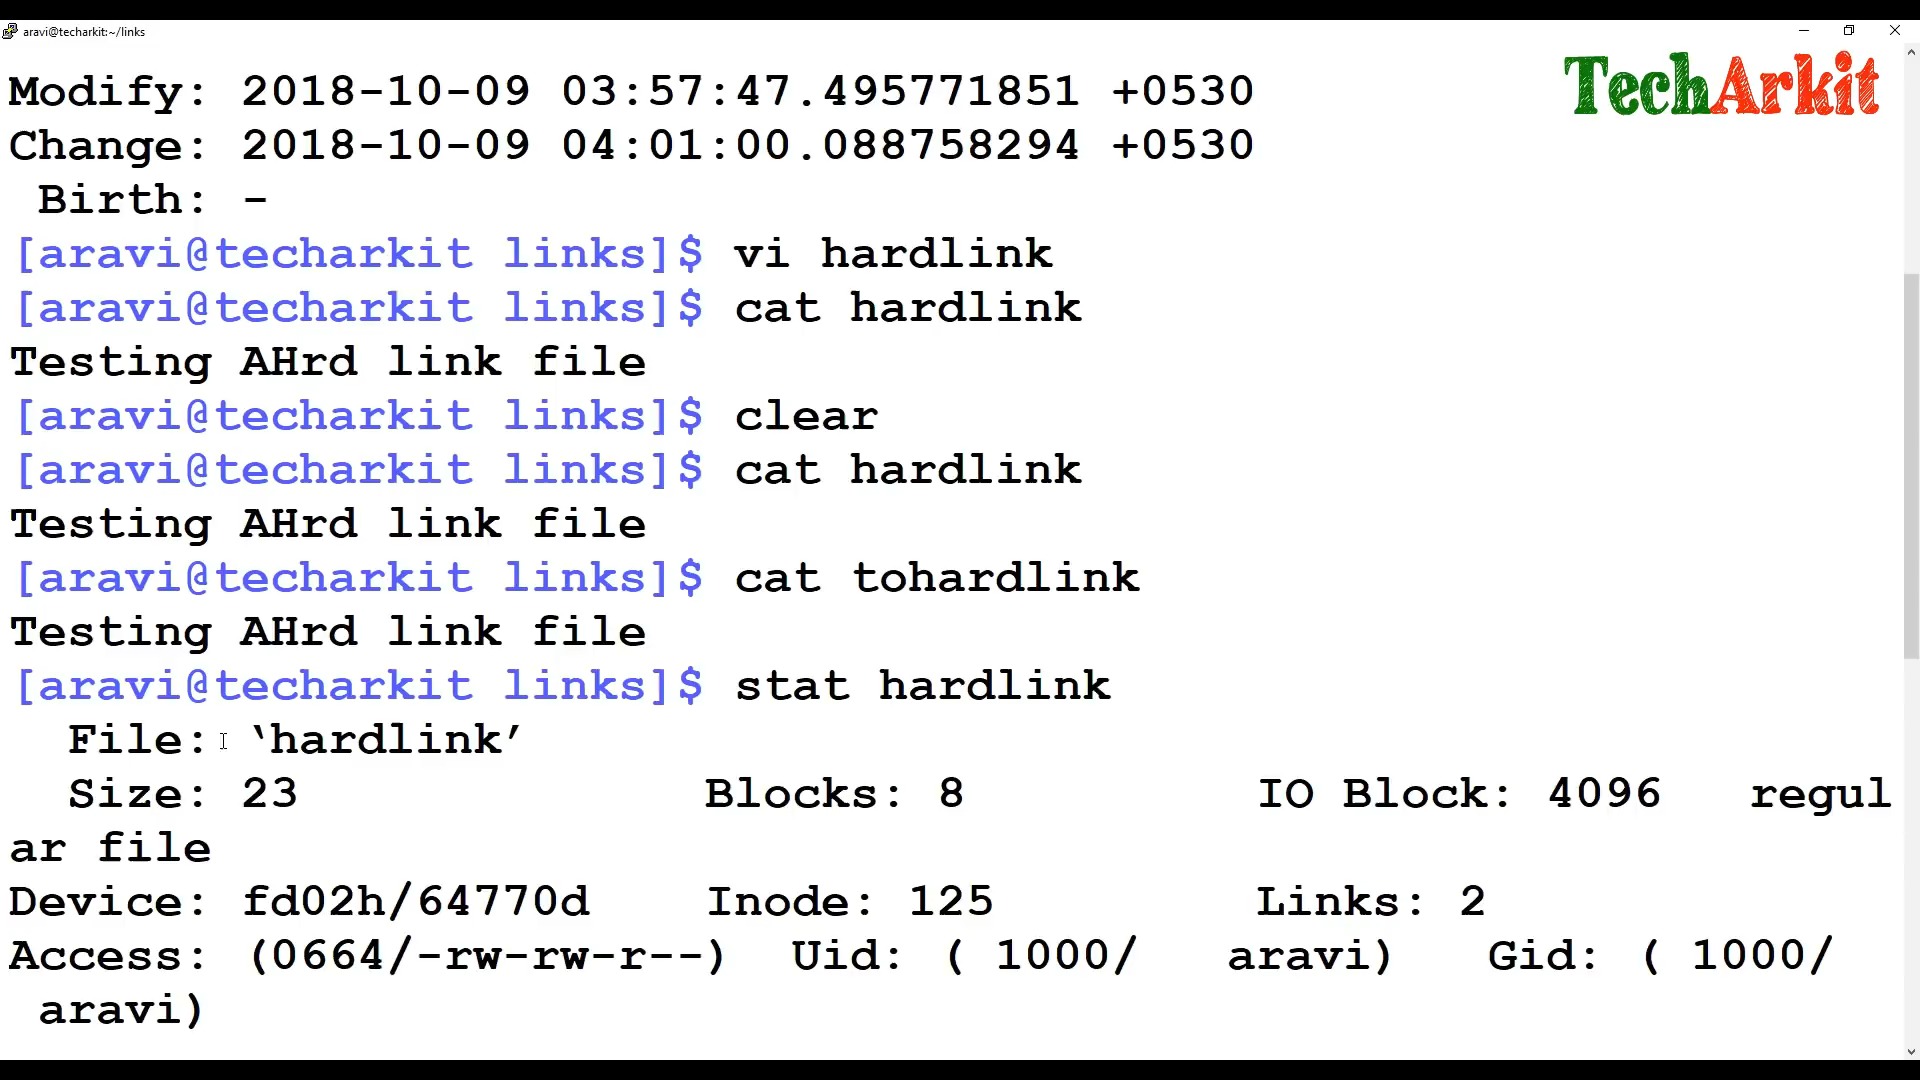 aravi@techarkit:~/links
TechArkit
Modify: 2018-10-09 03:57:47.495771851 +0530
Change: 2018-10-09 04:01:00.088758294 +0530
 Birth: -
[aravi@techarkit links]$ vi hardlink
[aravi@techarkit links]$ cat hardlink
Testing AHrd link file
[aravi@techarkit links]$ clear
[aravi@techarkit links]$ cat hardlink
Testing AHrd link file
[aravi@techarkit links]$ cat tohardlink
Testing AHrd link file
[aravi@techarkit links]$ stat hardlink
  File: ‘hardlink’
  Size: 23              Blocks: 8          IO Block: 4096   regul
ar file
Device: fd02h/64770d    Inode: 125         Links: 2
Access: (0664/-rw-rw-r--)  Uid: ( 1000/   aravi)   Gid: ( 1000/
 aravi)